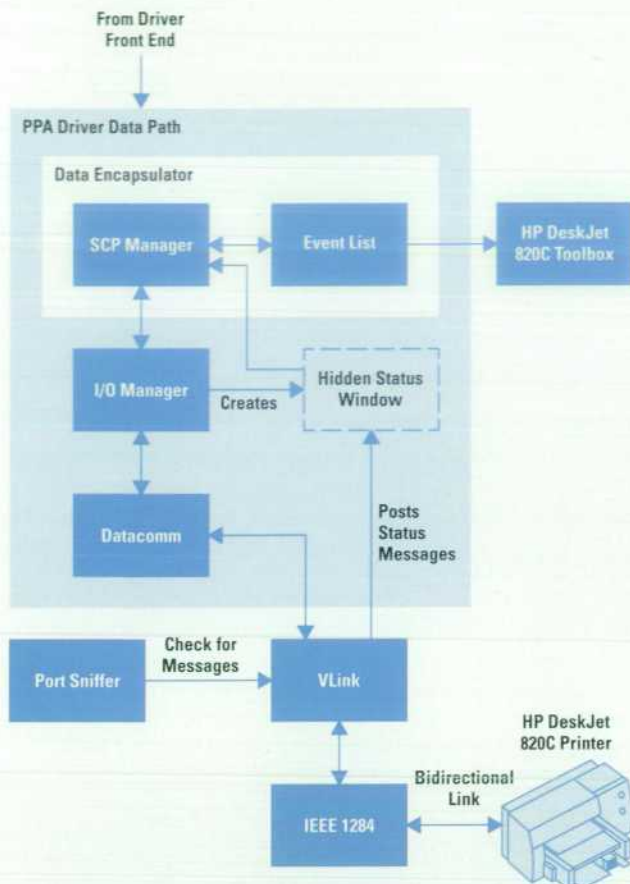 From Driver
Front End
PPA Driver Data Path
Data Encapsulator
SCP Manager
Event List
HP DeskJet
820C Toolbox
I/O Manager
Creates
Hidden Status
Window
Datacomm
Posts
Status
Messages
Port Sniffer
Check for
Messages
VLink
HP DeskJet
820C Printer
IEEE 1284
Bidirectional
Link